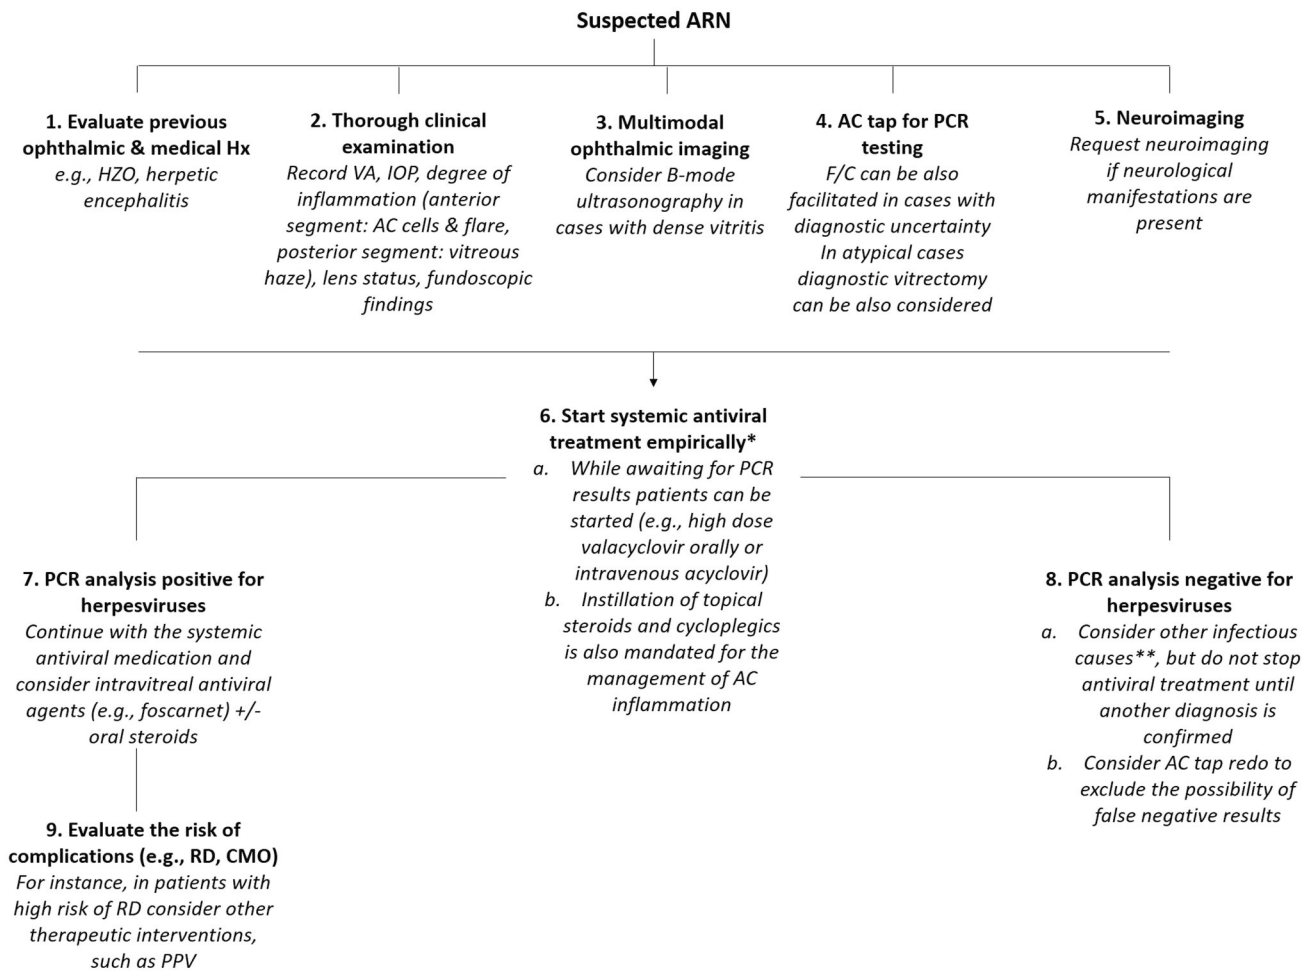 Suspected ARN
1. Evaluate previous
ophthalmic & medical Hx
e.g., HZO, herpetic
encephalitis
2. Thorough clinical
examination
Record VA, IOP, degree of
inflammation (anterior
segment: AC cells & flare,
posterior segment: vitreous
haze), lens status, fundoscopic
findings
3. Multimodal
ophthalmic imaging
Consider B-mode
ultrasonography in
cases with dense vitritis
4. AC tap for PCR
testing
F/C can be also
facilitated in cases with
diagnostic uncertainty
In atypical cases
diagnostic vitrectomy
can be also considered
5. Neuroimaging
Request neuroimaging
if neurological
manifestations are
present
6. Start systemic antiviral
treatment empirically*
a. While awaiting for PCR
results patients can be
started (e.g., high dose
valacyclovir orally or
intravenous acyclovir)
b. Instillation of topical
steroids and cycloplegics
is also mandated for the
management of AC
inflammation
7. PCR analysis positive for
herpesviruses
Continue with the systemic
antiviral medication and
consider intravitreal antiviral
agents (e.g., foscarnet) +/-
oral steroids
8. PCR analysis negative for
herpesviruses
a. Consider other infectious
causes**, but do not stop
antiviral treatment until
another diagnosis is
confirmed
b. Consider AC tap redo to
exclude the possibility of
false negative results
9. Evaluate the risk of
complications (e.g., RD, CMO)
For instance, in patients with
high risk of RD consider other
therapeutic interventions,
such as PPV